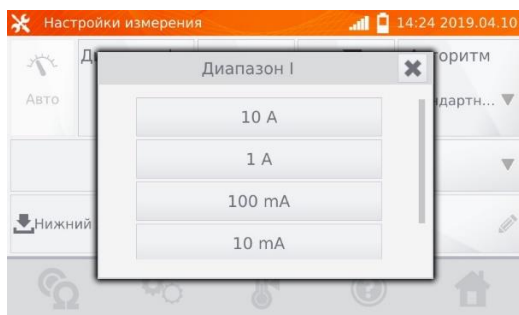 Настройки измерения
14:24 2019.04.10
Диапазон I
Авто
10 A
1 A
100 mA
10 mA
Нижний